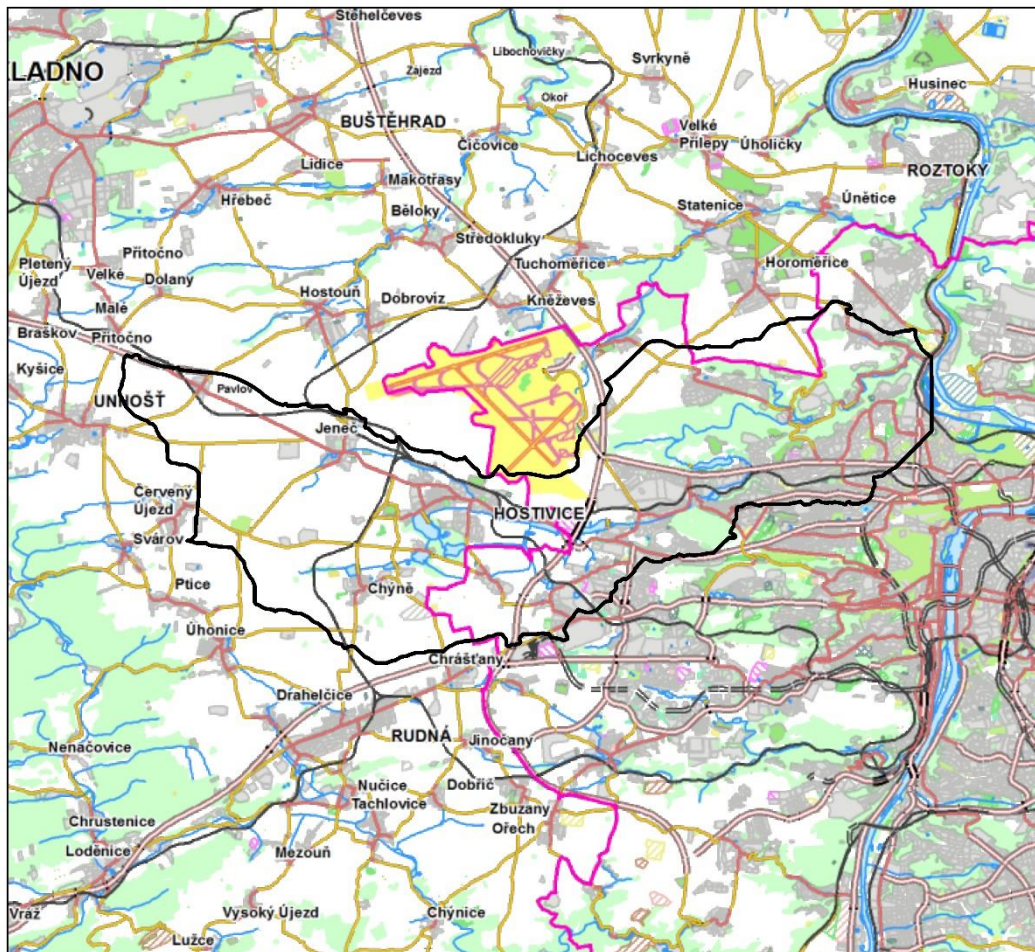 Stehelčeves
Libochovičky
Svrkyně
KLADNO
Zájezd
Husinec
Okoř
BUŠTĚHRAD
Velké
Přílepy
Úholičky
Číčovice
Lidice
Lichoceves
ROZTOKY
Makotřasy
Hřebeč
Únětice
Statenice
Běloky
Středokluky
Přítočno
Pletený
Újezd
Velké
Dolany
Tuchoměřice
Horoměřice
Hostouň
Dobrovíz
Kněževes
Malé
Přítočno
Braškov
Kyšice
Pavlov
UNHOŠŤ
Jeneč
Červený
Újezd
HOSTIVICE
Svárov
Ptice
Chýně
Úhonice
Chrášťany
Drahelčice
RUDNÁ
Jinočany
Nenačovice
Nučice
Dobříč
Tachlovice
Zbuzany
Chrustenice
Ořech
Loděnice
Mezouň
Vráž
Vysoký Újezd
Chýnice
Lužce